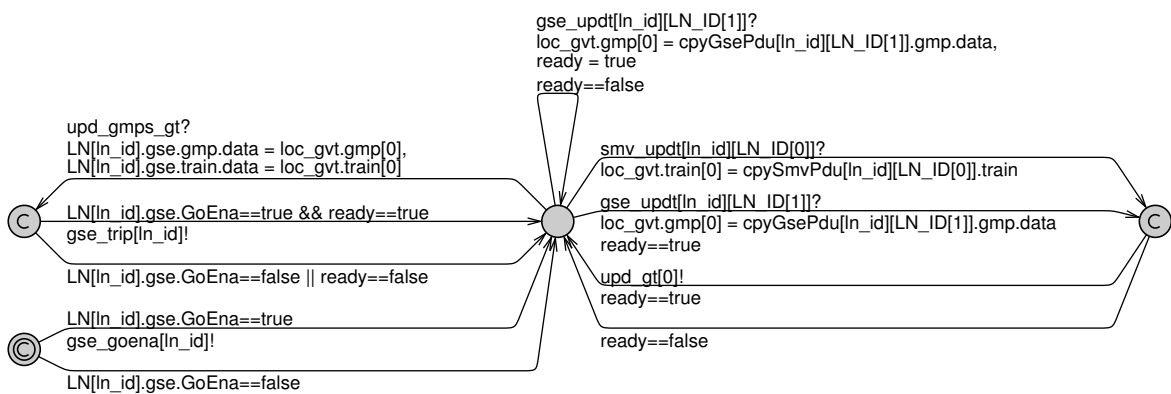 gse_updt[ln_id][LN_ID[1]]?
loc_gvt.gmp[0] = cpyGsePdu[ln_id][LN_ID[1]].gmp.data,
ready = true
ready==false
upd_gmps_gt?
LN[ln_id].gse.gmp.data = loc_gvt.gmp[0],
LN[ln_id].gse.train.data = loc_gvt.train[0]
C
LN[ln_id].gse.GoEna==true && ready==true
gse_trip[ln_id]!
LN[ln_id].gse.GoEna==false || ready==false
C
LN[ln_id].gse.GoEna==true
gse_goena[ln_id]!
LN[ln_id].gse.GoEna==false
smv_updt[ln_id][LN_ID[0]]?
loc_gvt.train[0] = cpySmvPdu[ln_id][LN_ID[0]].train
gse_updt[ln_id][LN_ID[1]]?
loc_gvt.gmp[0] = cpyGsePdu[ln_id][LN_ID[1]].gmp.data
ready==true
C
upd_gt[0]!
ready==true
ready==false